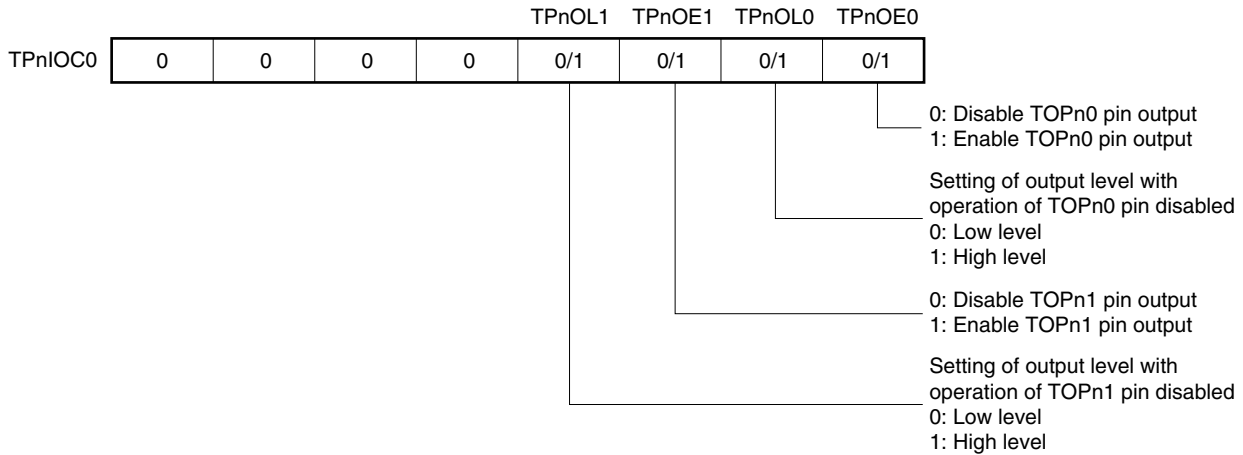 TPnOL1 TPnOE1 TPnOL0 TPnOE0
TPnIOC0 0 0 0 0 0/1 0/1 0/1 0/1
0: Disable TOPn0 pin output
1: Enable TOPn0 pin output
Setting of output level with
operation of TOPn0 pin disabled
0: Low level
1: High level
0: Disable TOPn1 pin output
1: Enable TOPn1 pin output
Setting of output level with
operation of TOPn1 pin disabled
0: Low level
1: High level